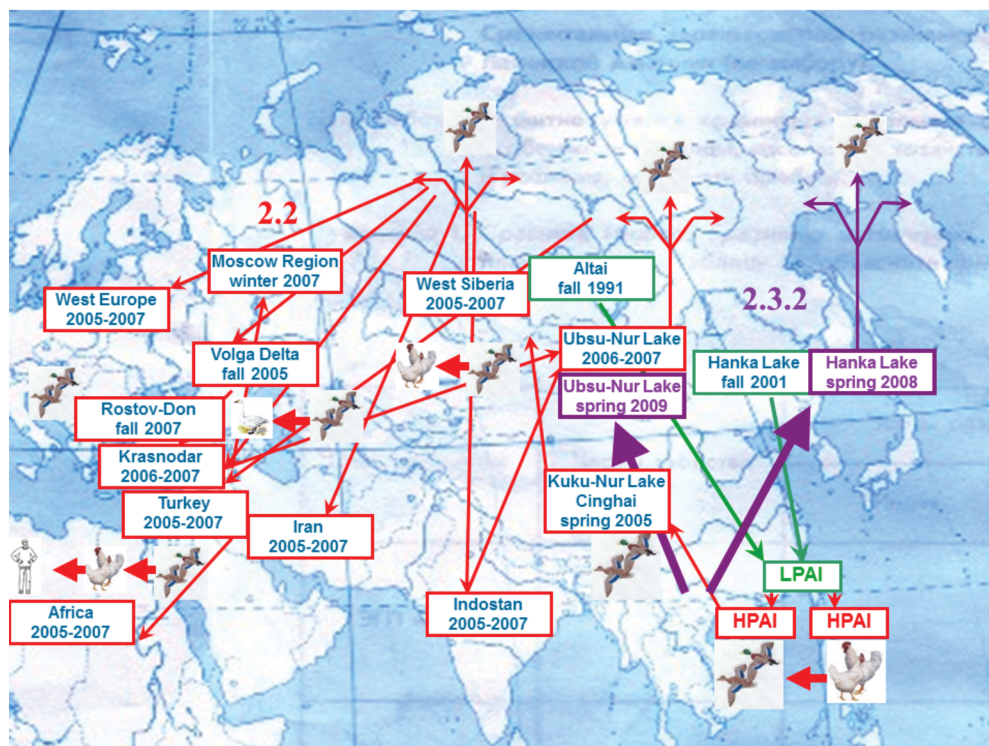 2.2
Moscow Region
winter 2007
West Siberia
2005-2007
Altai
fall 1991
West Europe
2005-2007
2.3.2
Volga Delta
fall 2005
Ubsu-Nur Lake
2006-2007
Hanka Lake
fall 2001
Hanka Lake
spring 2008
Ubsu-Nur Lake
spring 2009
Rostov-Don
fall 2007
Krasnodar
2006-2007
Kuku-Nur Lake
Cinghai
spring 2005
Turkey
2005-2007
Iran
2005-2007
LPAI
Africa
2005-2007
Indostan
2005-2007
HPAI
HPAI